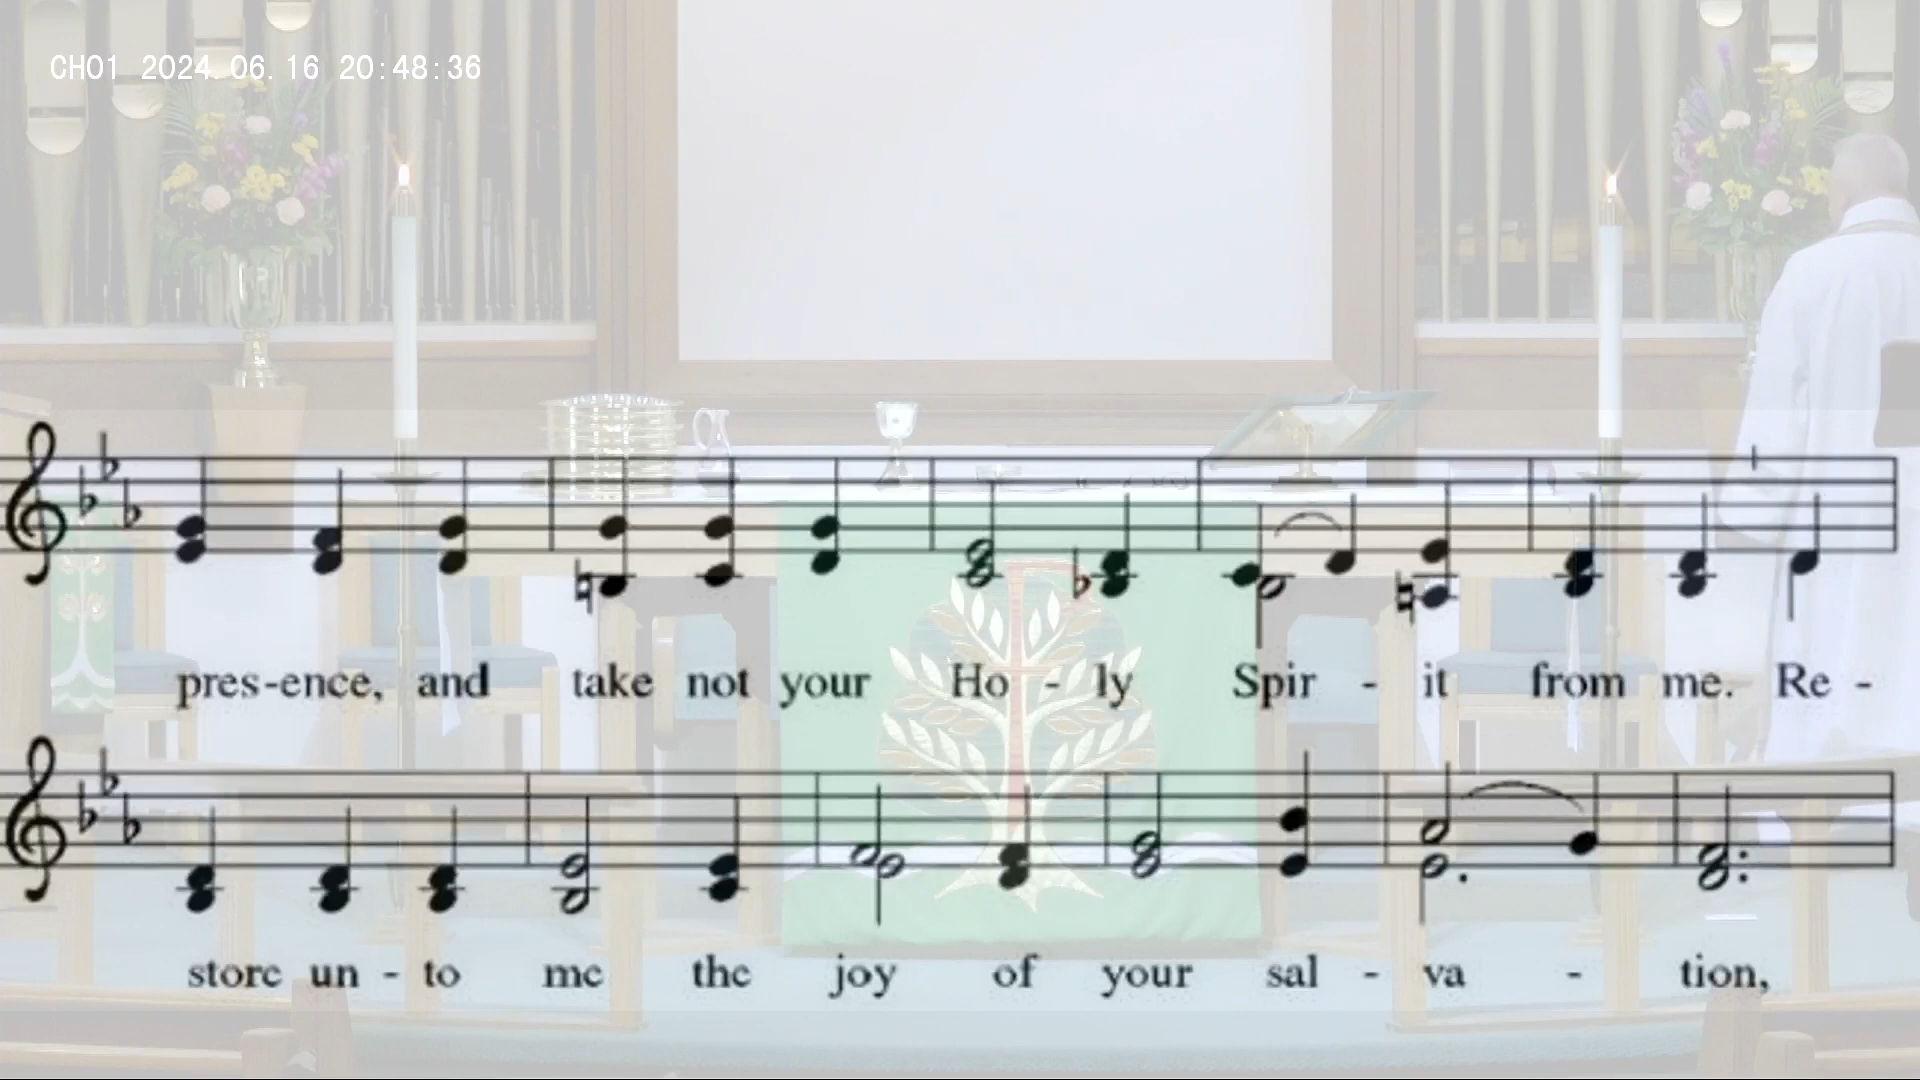 CH01 2024.06.16 20:48:36
pres-ence, and take not your Ho - ly Spir - it from me. Re -
store un - to me the joy of your sal - va - tion,